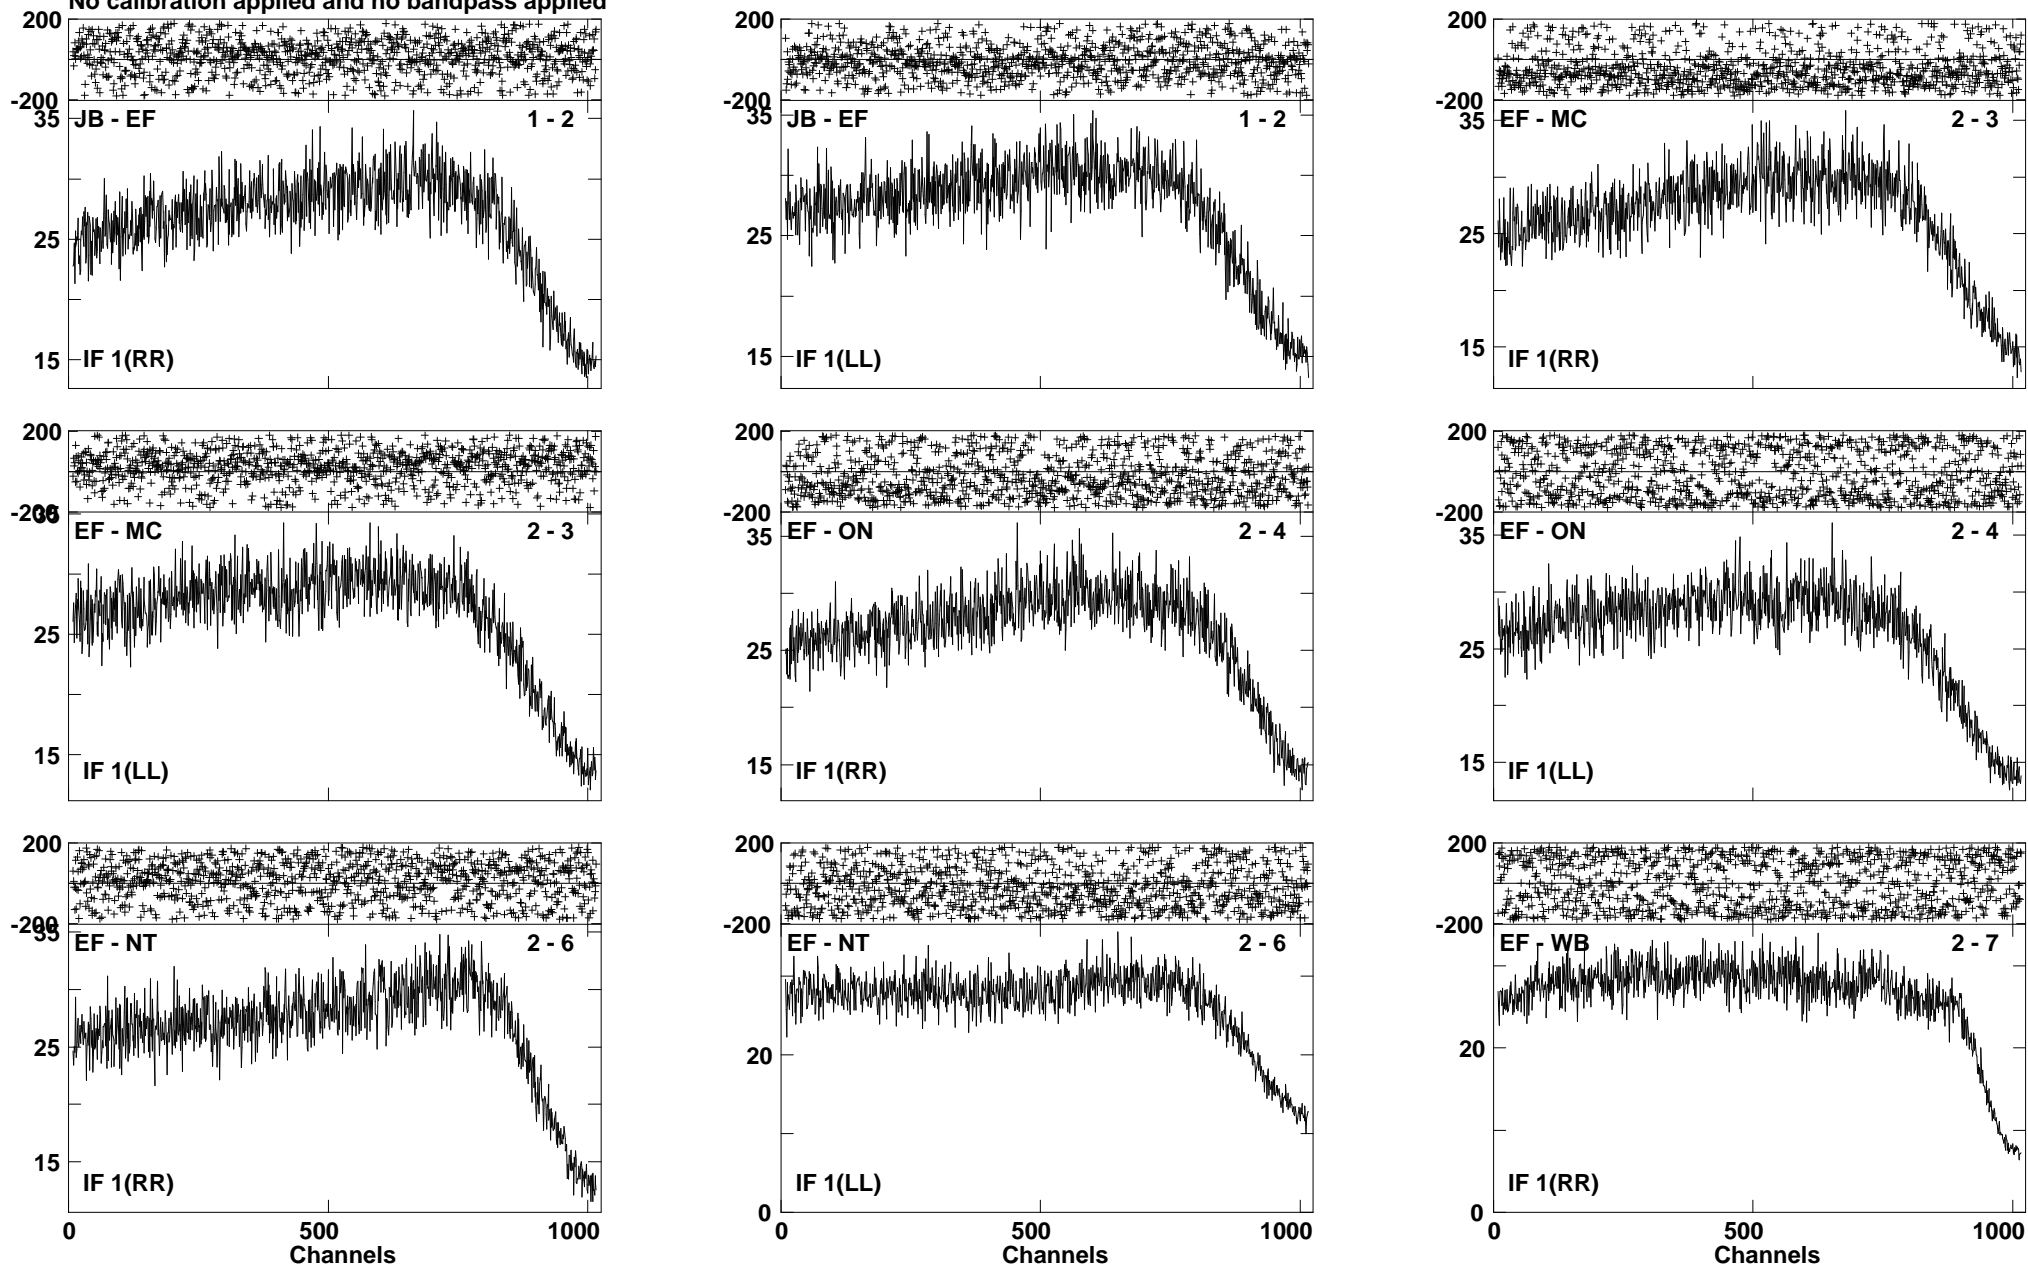 No calibration applied and no bandpass applied
200
-200
35
25
15
JB - EF
1 - 2
IF 1(RR)
200
-200
35
25
15
JB - EF
1 - 2
IF 1(LL)
200
-200
35
25
15
EF - MC
2 - 3
IF 1(RR)
200
-200
35
25
15
EF - MC
2 - 3
IF 1(LL)
200
-200
35
25
15
EF - ON
2 - 4
IF 1(RR)
200
-200
35
25
15
EF - ON
2 - 4
IF 1(LL)
200
-200
35
25
15
EF - NT
2 - 6
IF 1(RR)
0 500 1000
Channels
200
-200
20
0
EF - NT
2 - 6
IF 1(LL)
0 500 1000
Channels
200
-200
20
0
EF - WB
2 - 7
IF 1(RR)
0 500 1000
Channels